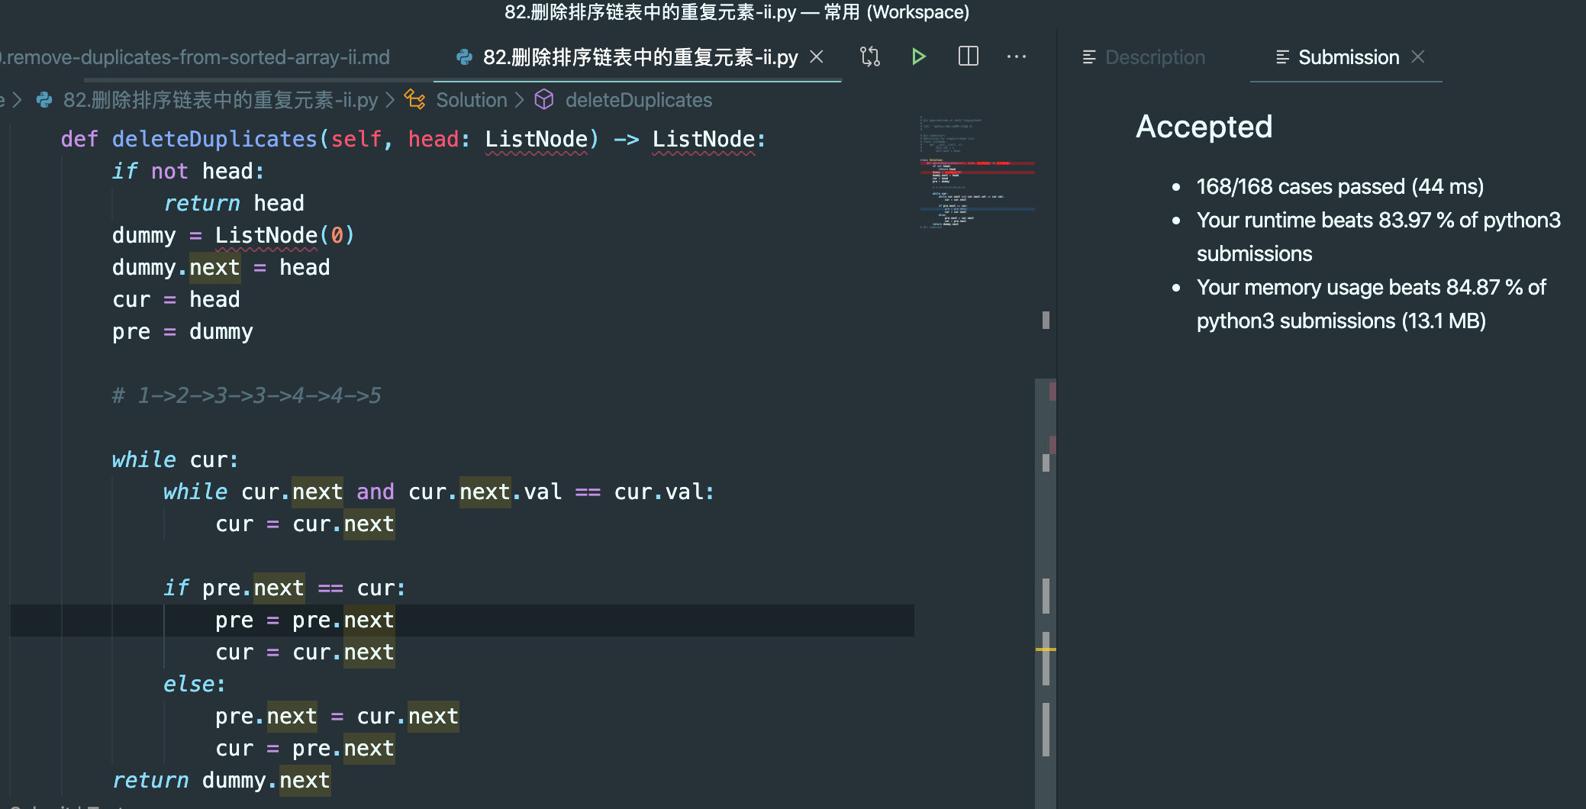 82.删除排序链表中的重复元素-ii.py — 常用 (Workspace)
.remove-duplicates-from-sorted-array-ii.md
82.删除排序链表中的重复元素-ii.py
82.删除排序链表中的重复元素-ii.py > Solution > deleteDuplicates
def deleteDuplicates(self, head: ListNode) -> ListNode:
if not head:
return head
dummy = ListNode(0)
dummy.next = head
cur = head
pre = dummy
# 1->2->3->3->4->4->5
while cur:
while cur.next and cur.next.val == cur.val:
cur = cur.next
if pre.next == cur:
pre = pre.next
cur = cur.next
else:
pre.next = cur.next
cur = pre.next
return dummy.next
Description
Submission
Accepted
• 168/168 cases passed (44 ms)
• Your runtime beats 83.97 % of python3
submissions
• Your memory usage beats 84.87 % of
python3 submissions (13.1 MB)